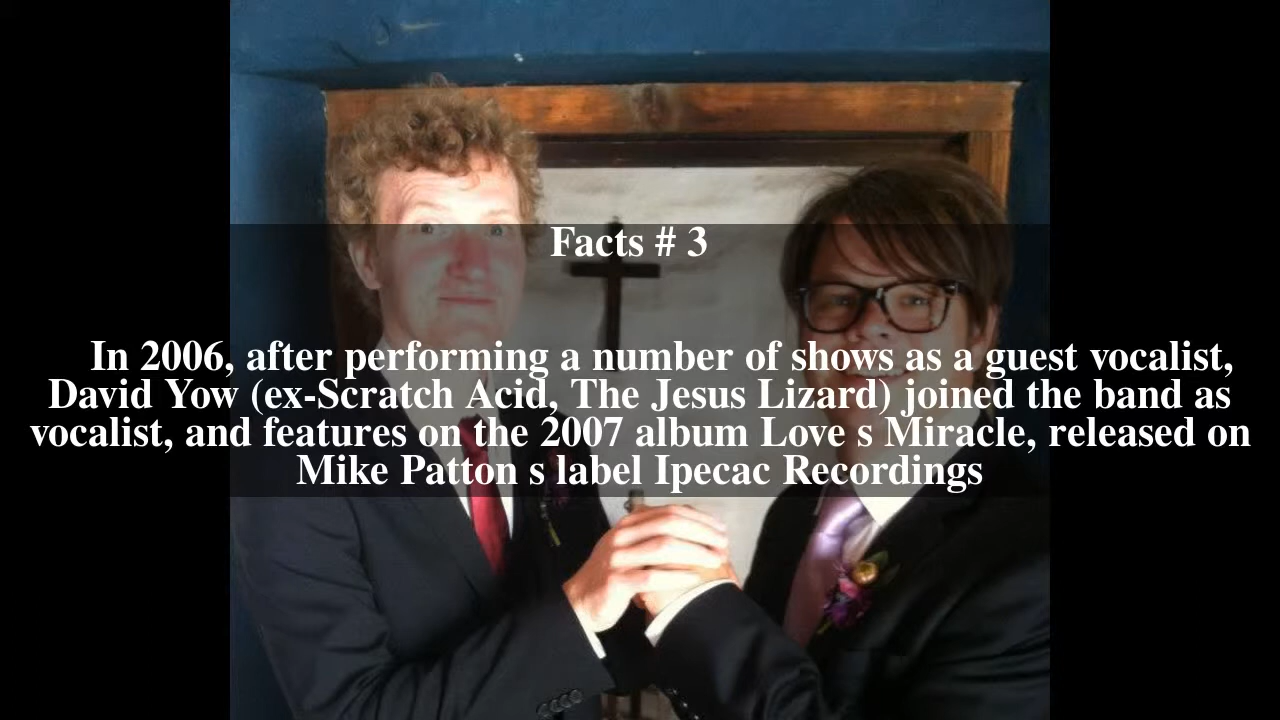 Facts # 3
In 2006, after performing a number of shows as a guest vocalist,
David Yow (ex-Scratch Acid, The Jesus Lizard) joined the band as
vocalist, and features on the 2007 album Love s Miracle, released on
Mike Patton s label Ipecac Recordings